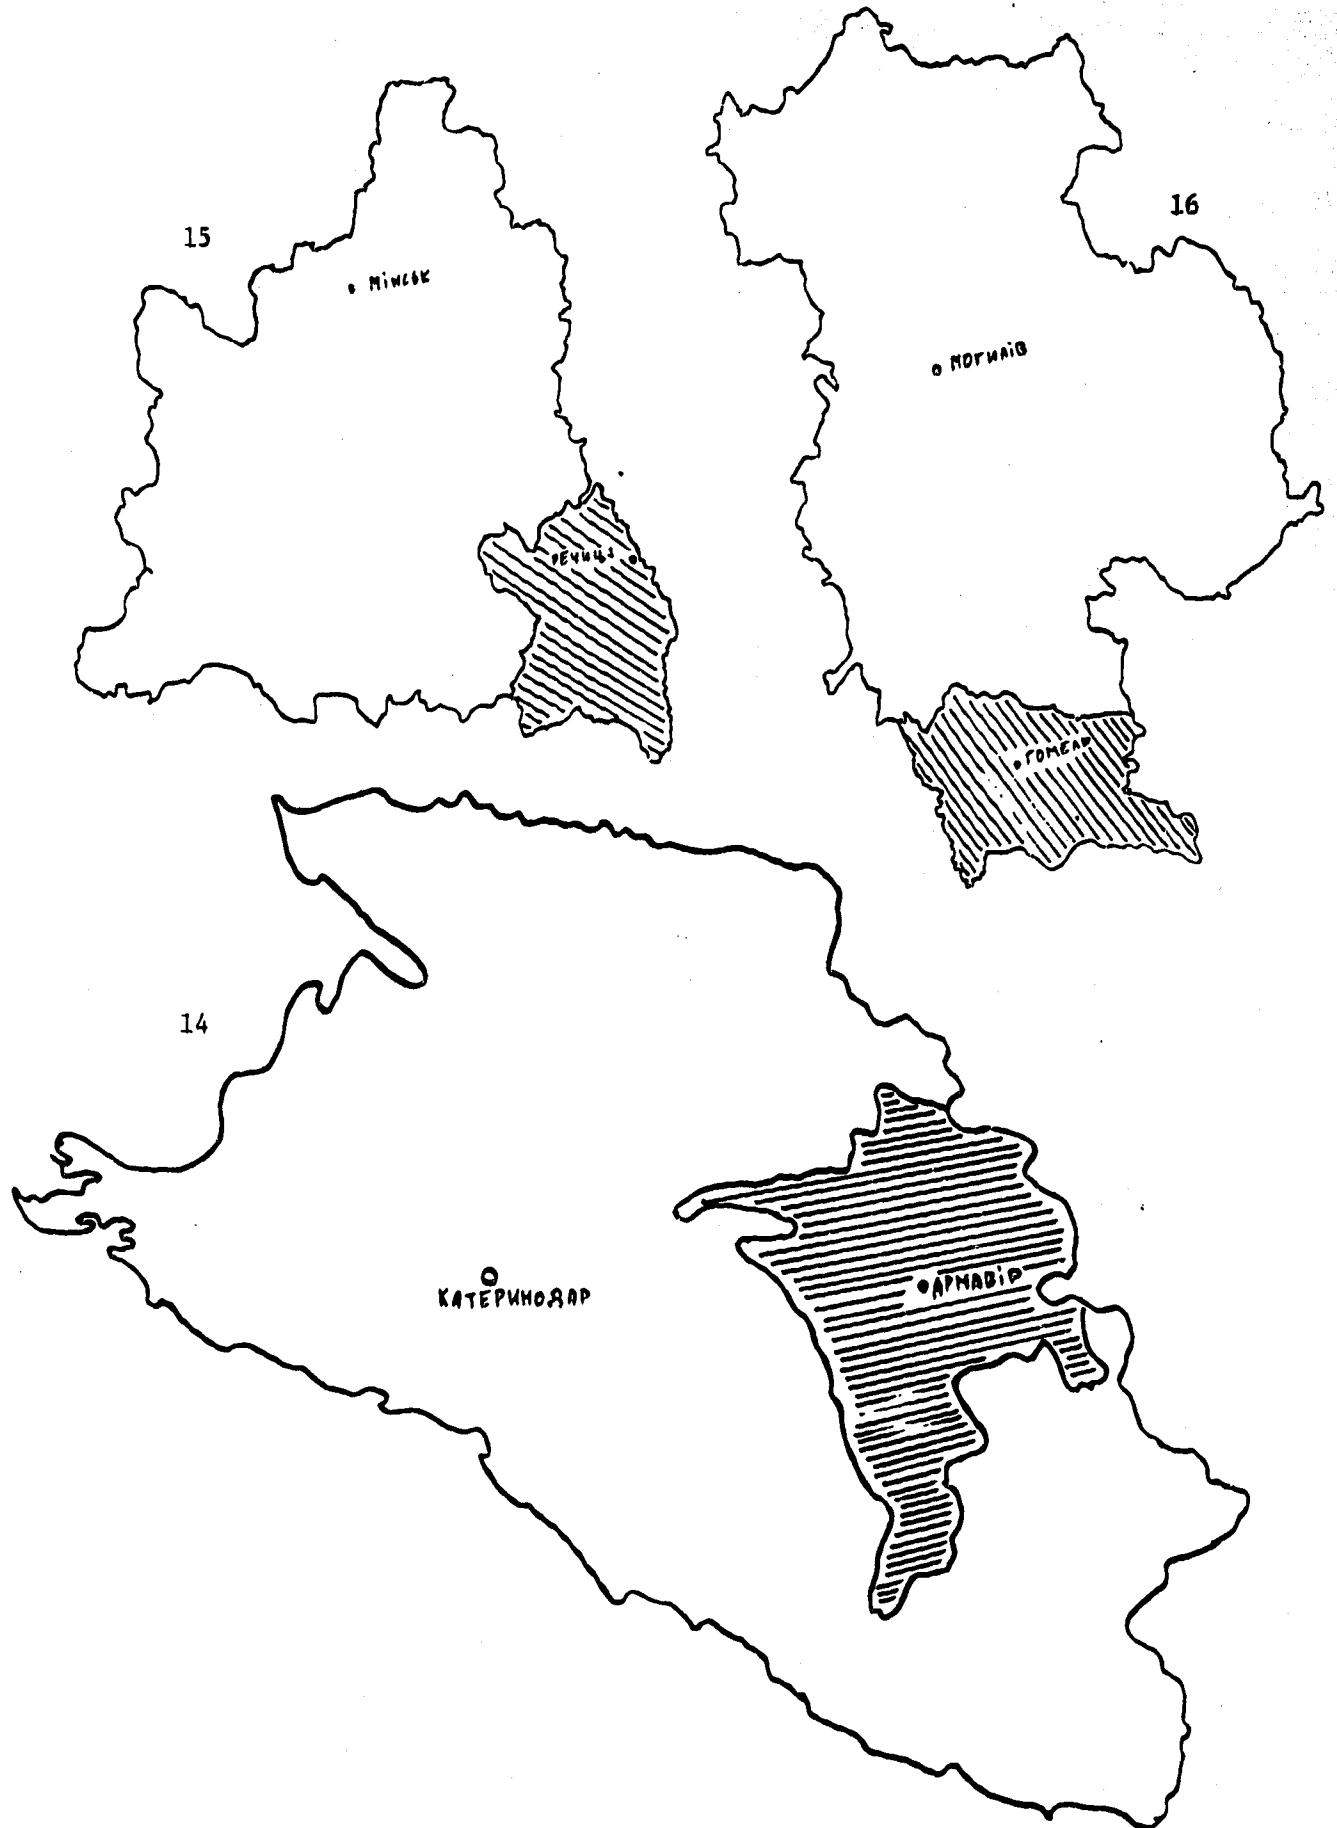 16
15
МІНСЬК
МОГИЛІВ
РЕЧИЦЯ
ГОМЕЛЬ
14
АРМАВІР
КАТЕРИНОДАР